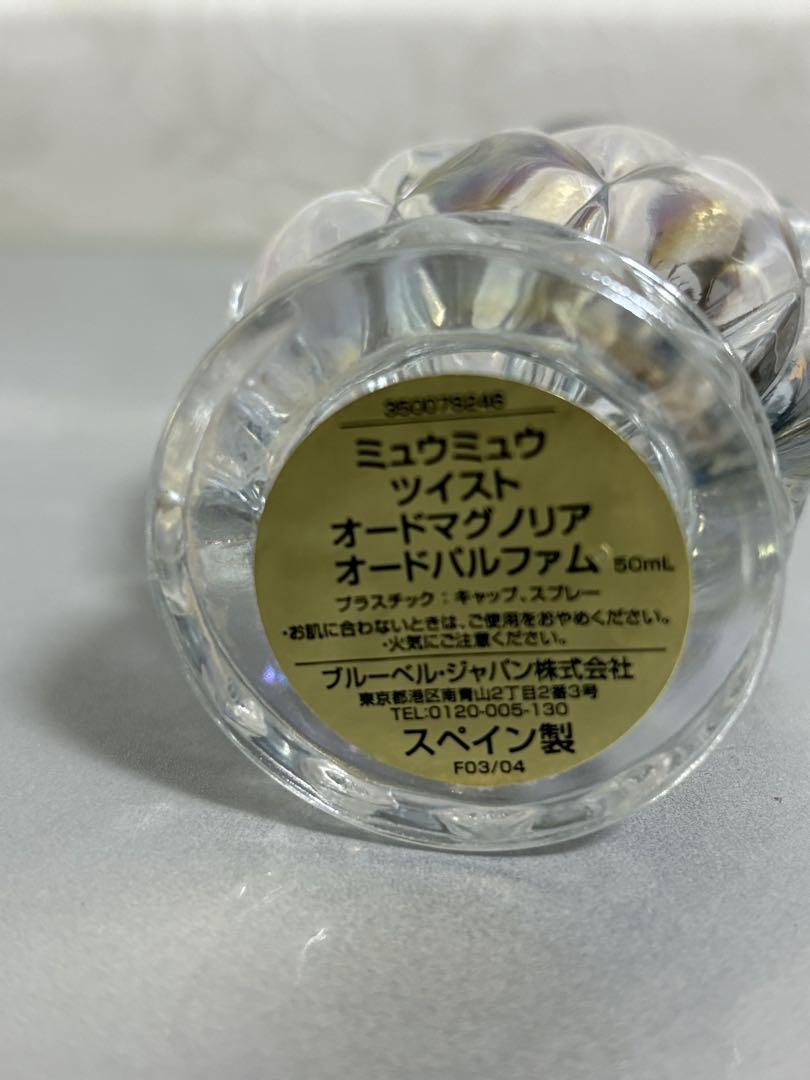 350078246
ミュウミュウ
ツイスト
オードマグノリア
オードパルファム 50mL
プラスチック：キャップ、スプレー
・お肌に合わないときは、ご使用をおやめください。
・火気にご注意ください。
ブルーベル・ジャパン株式会社
東京都港区南青山2丁目2番3号
TEL:0120-005-130
スペイン製
F03/04